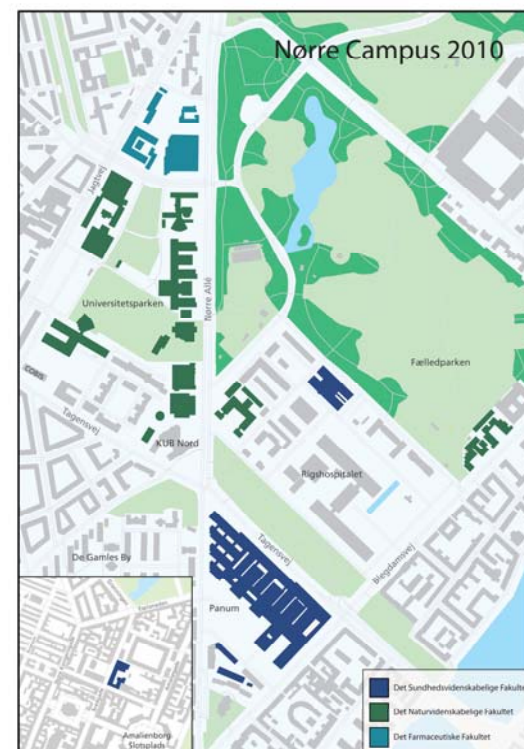 Nørre Campus 2010
Jagtvej
Nørre Allé
Universitetsparken
Fælledparken
COBIS
Tagensvej
KUB Nord
Rigshospitalet
Tagensvej
De Gamles By
Blegdamsvej
Panum
Amalienborg
Slotsplads
Det Sundhedsvidenskabelige Fakultet
Det Naturvidenskabelige Fakultet
Det Farmaceutiske Fakultet